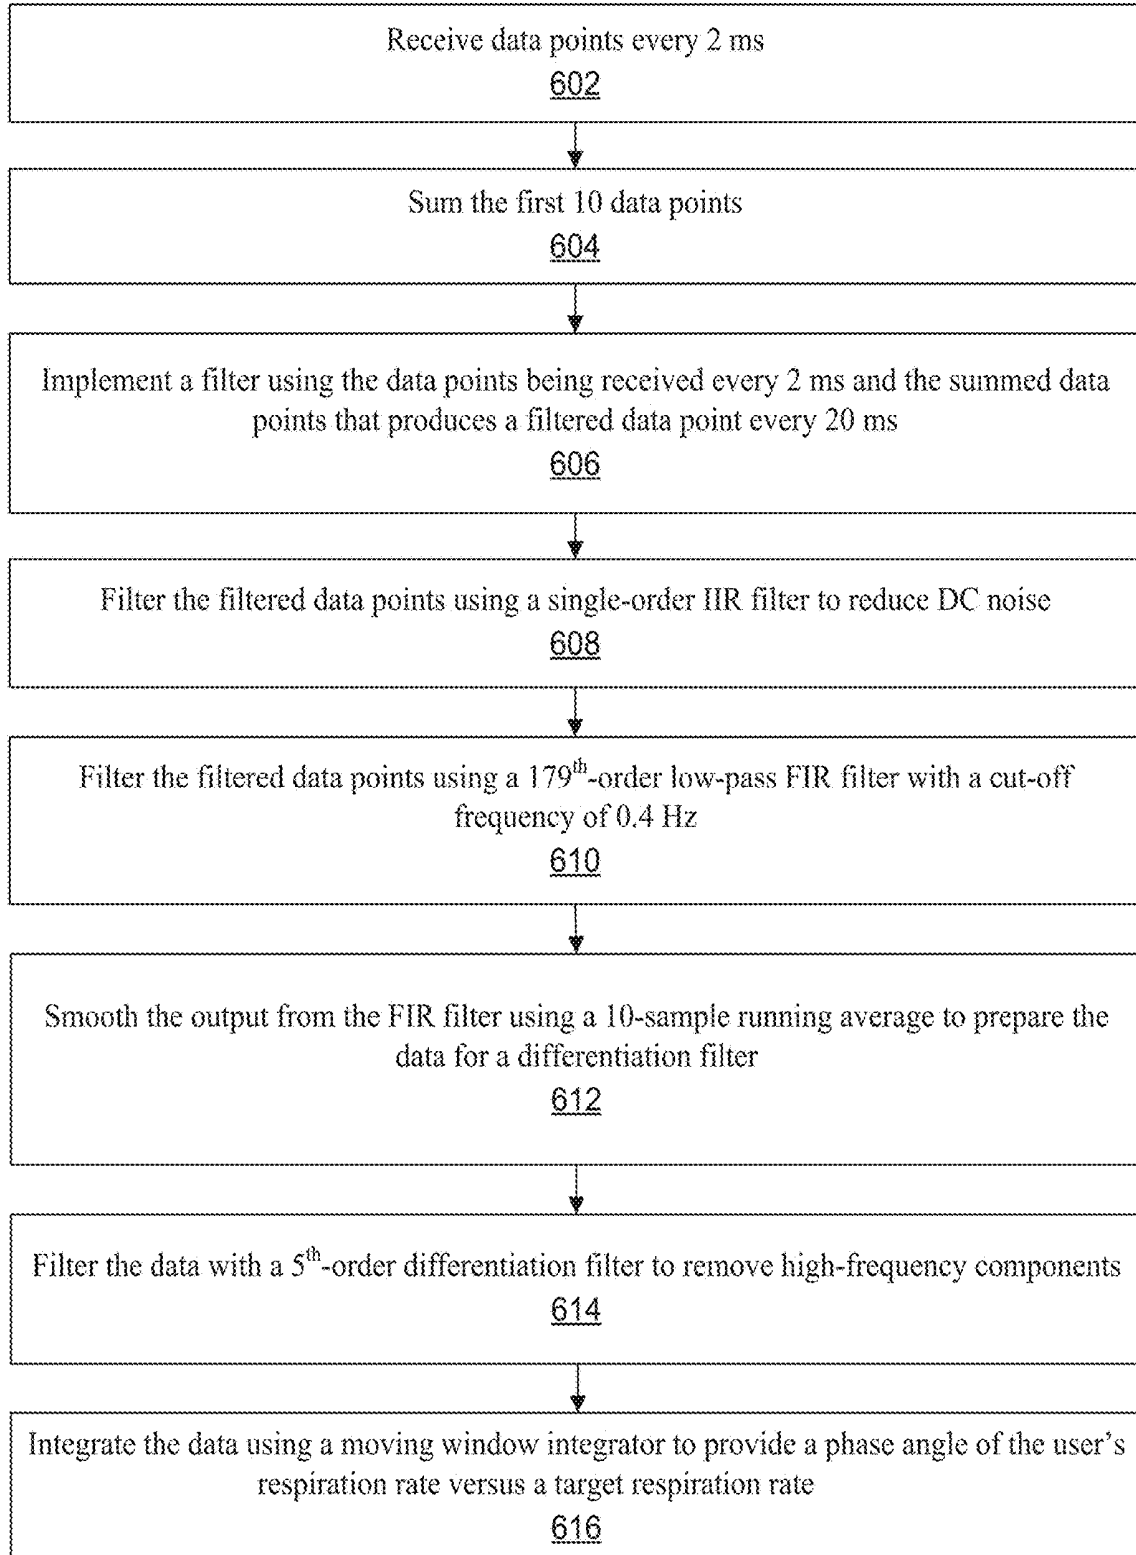 Receive data points every 2 ms
602
Sum the first 10 data points
604
Implement a filter using the data points being received every 2 ms and the summed data
points that produces a filtered data point every 20 ms
606
Filter the filtered data points using a single-order IIR filter to reduce DC noise
608
Filter the filtered data points using a 179th-order low-pass FIR filter with a cut-off
frequency of 0.4 Hz
610
Smooth the output from the FIR filter using a 10-sample running average to prepare the
data for a differentiation filter
612
Filter the data with a 5th-order differentiation filter to remove high-frequency components
614
Integrate the data using a moving window integrator to provide a phase angle of the user's
respiration rate versus a target respiration rate
616